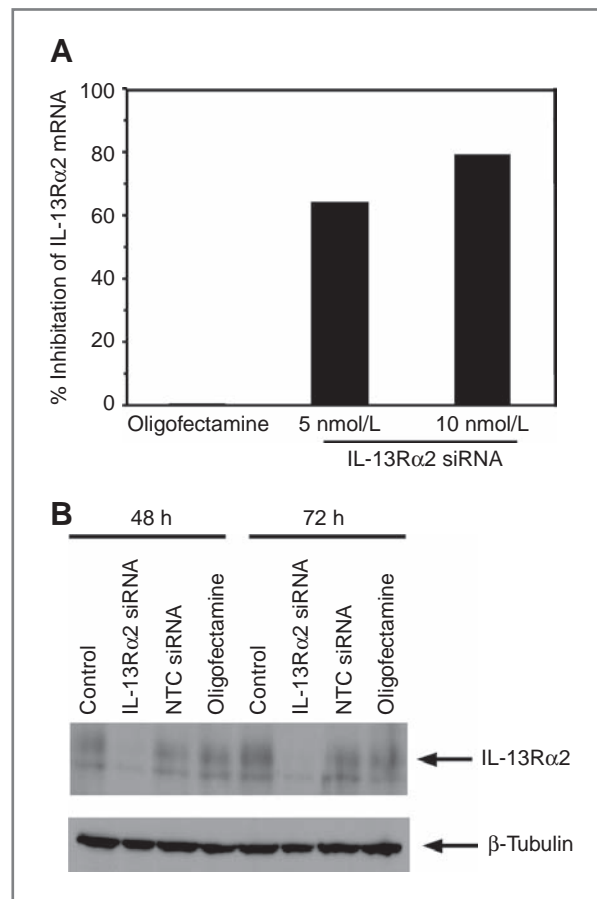 A
% Inhibitation of IL-13Rα2 mRNA
100
80
60
40
20
0
Oligofectamine 5 nmol/L 10 nmol/L
IL-13Rα2 siRNA
B
48 h 72 h
Control
IL-13Rα2 siRNA
NTC siRNA
Oligofectamine
Control
IL-13Rα2 siRNA
NTC siRNA
Oligofectamine
IL-13Rα2
β-Tubulin